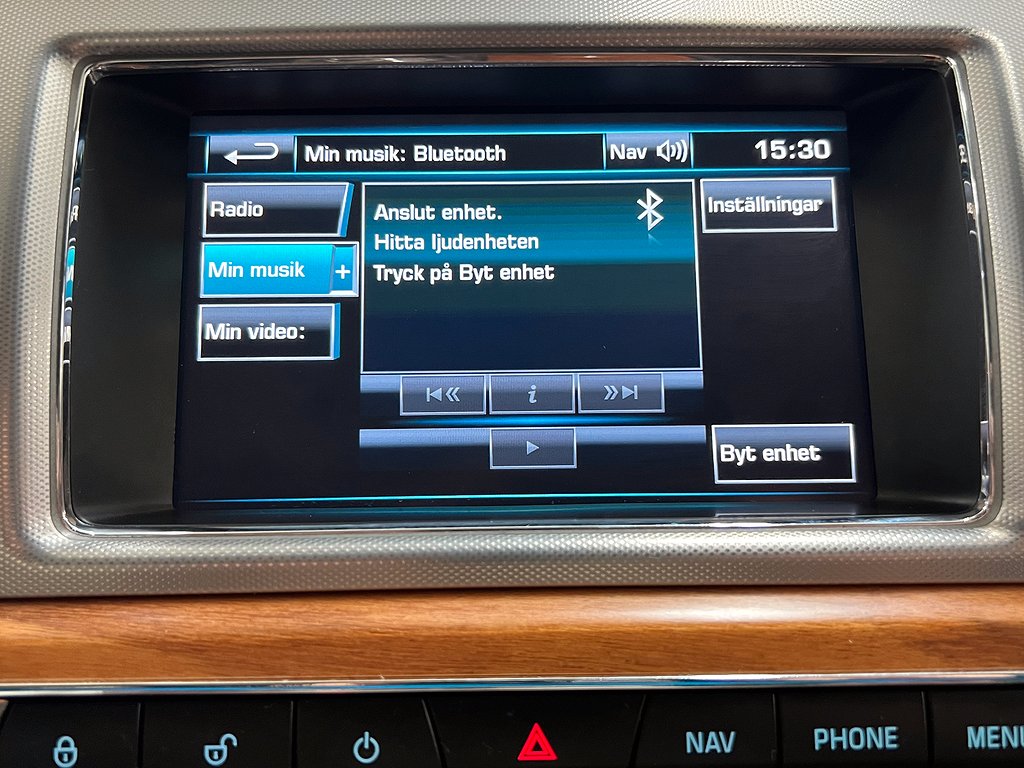 Min musik: Bluetooth
Nav
15:30
Radio
Min musik +
Min video:
Anslut enhet.
Hitta ljudenheten
Tryck på Byt enhet
Inställningar
i
Byt enhet
NAV
PHONE
MENU